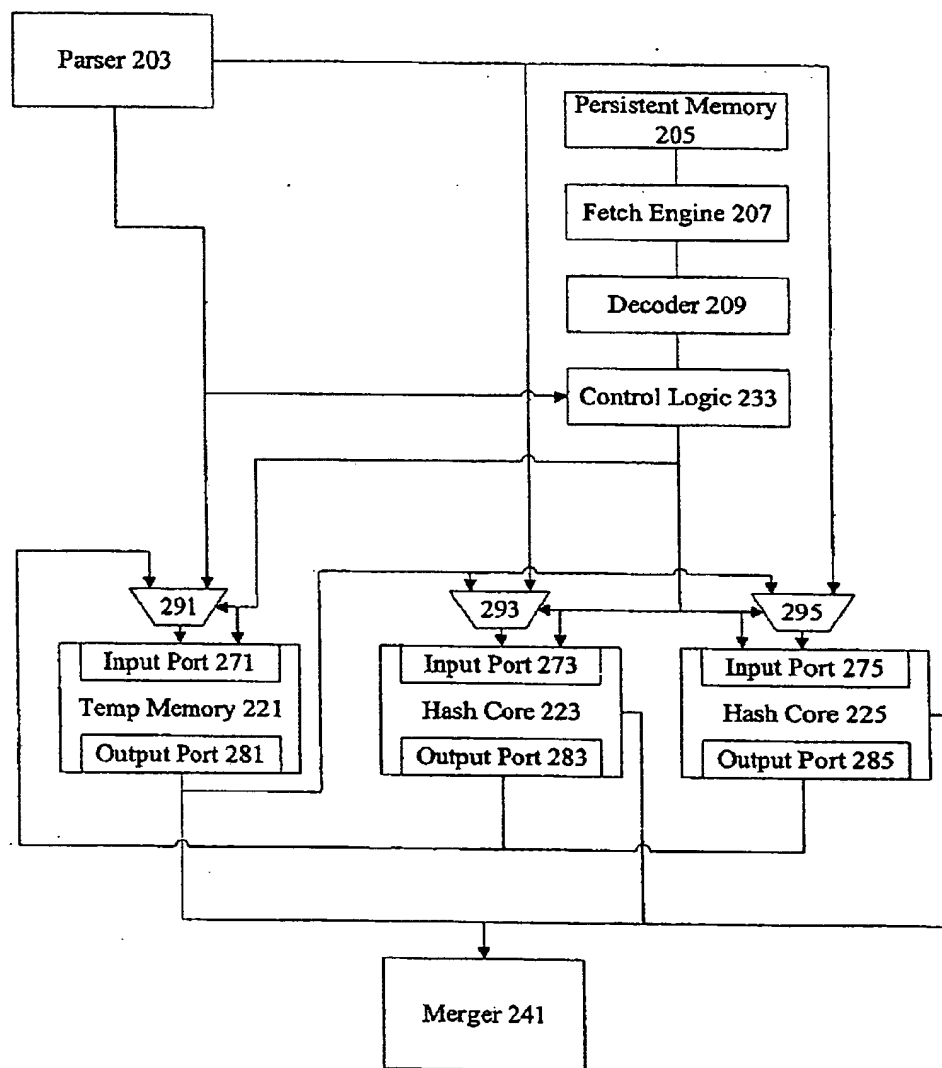 Parser 203
Persistent Memory
205
Fetch Engine 207
Decoder 209
Control Logic 233
291
293
295
Input Port 271
Temp Memory 221
Output Port 281
Input Port 273
Hash Core 223
Output Port 283
Input Port 275
Hash Core 225
Output Port 285
Merger 241